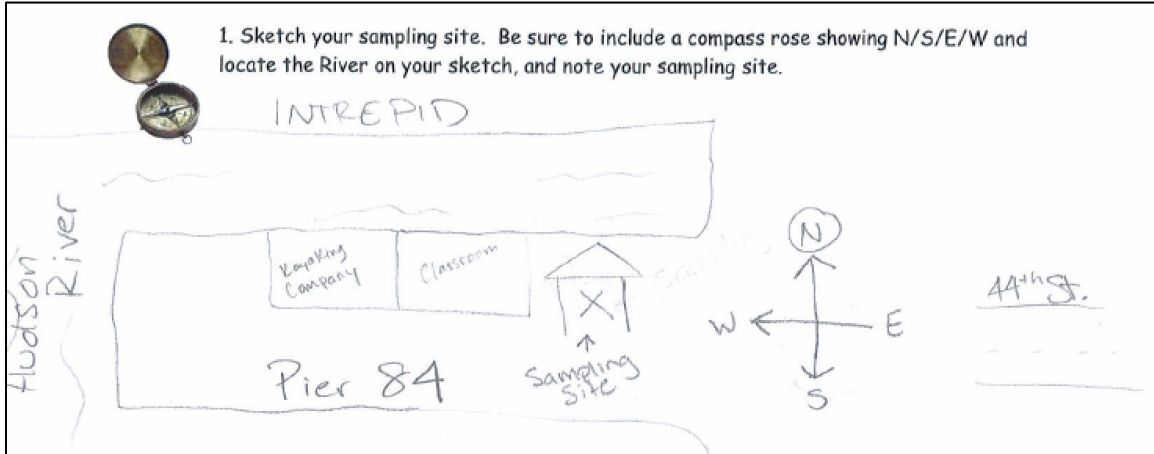 1. Sketch your sampling site. Be sure to include a compass rose showing N/S/E/W and
locate the River on your sketch, and note your sampling site.
INTREPID
Hudson
River
Kayaking
Company
Classroom
X
Sampling
Site
Pier 84
N
W
E
S
44th St.